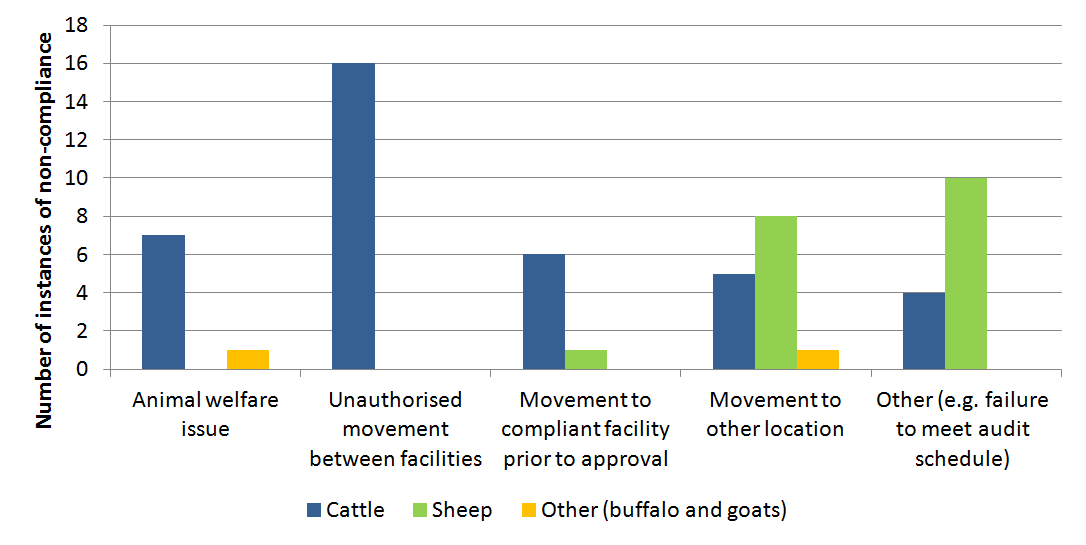 Number of instances of non-compliance
18
16
14
12
10
8
6
4
2
0
Animal welfare
issue
Unauthorised
movement
between facilities
Movement to
compliant facility
prior to approval
Movement to
other location
Other (e.g. failure
to meet audit
schedule)
Cattle
Sheep
Other (buffalo and goats)